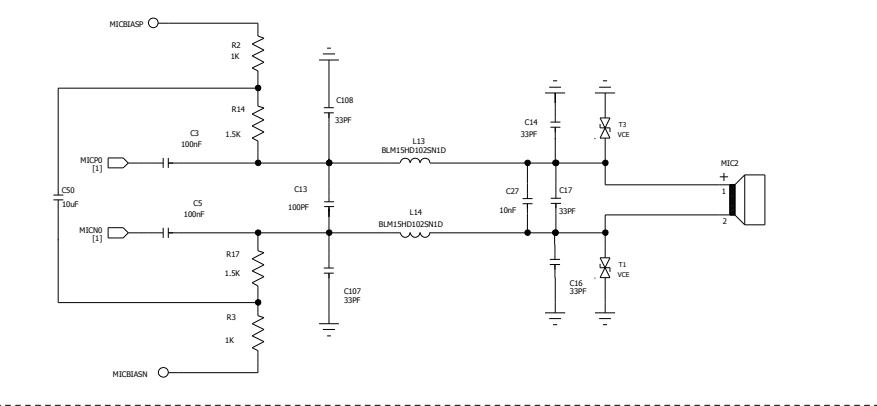 MICBIASP
R2
1K
R14
1.5K
C3
100nF
MICP0
[1]
C108
33PF
L13
BLM15HD102SN1D
C14
33PF
T3
VCE
MIC2
+
1
2
C50
10uF
C5
100nF
MICN0
[1]
C13
100PF
L14
BLM15HD102SN1D
C27
10nF
C17
33PF
R17
1.5K
C107
33PF
C16
33PF
T1
VCE
R3
1K
MICBIASN